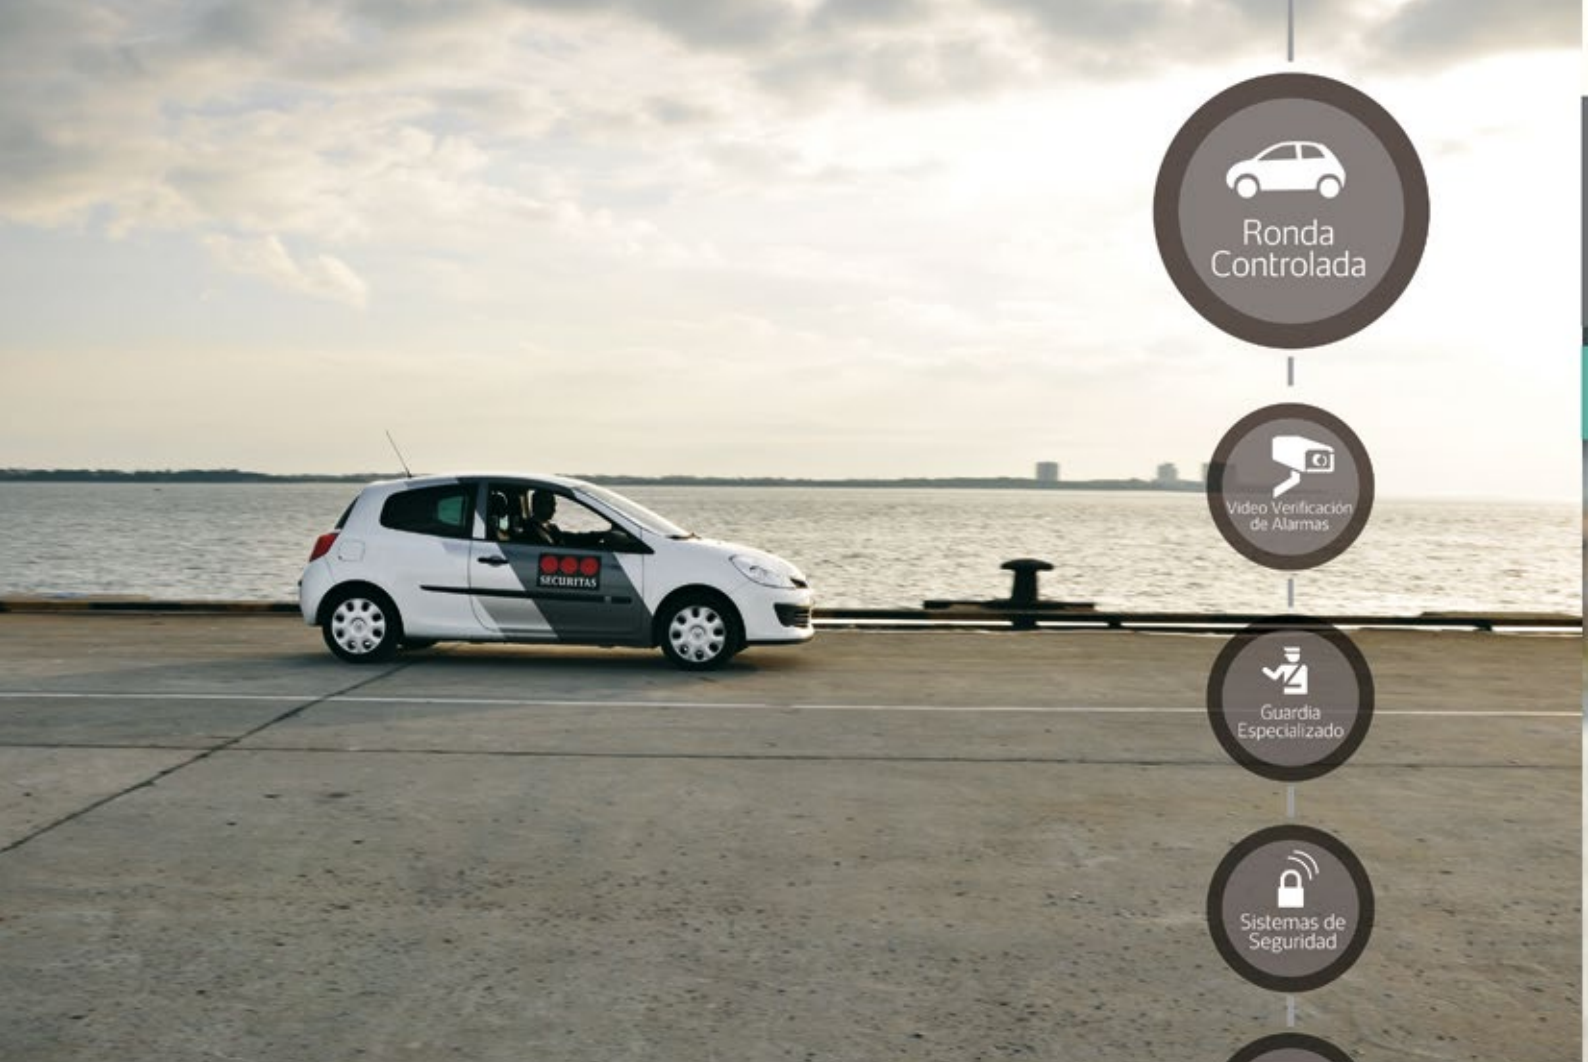 Ronda
Controlada
Video Verificación
de Alarmas
SECURITAS
Guardia
Especializado
Sistemas de
Seguridad